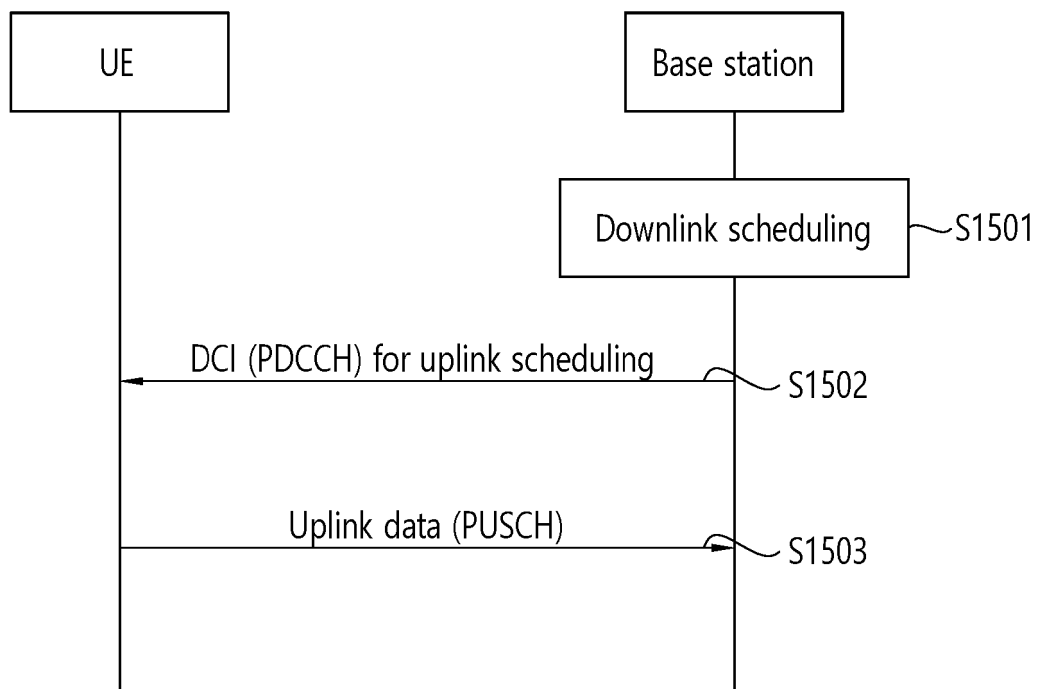 UE
Base station
Downlink scheduling
S1501
DCI (PDCCH) for uplink scheduling
S1502
Uplink data (PUSCH)
S1503